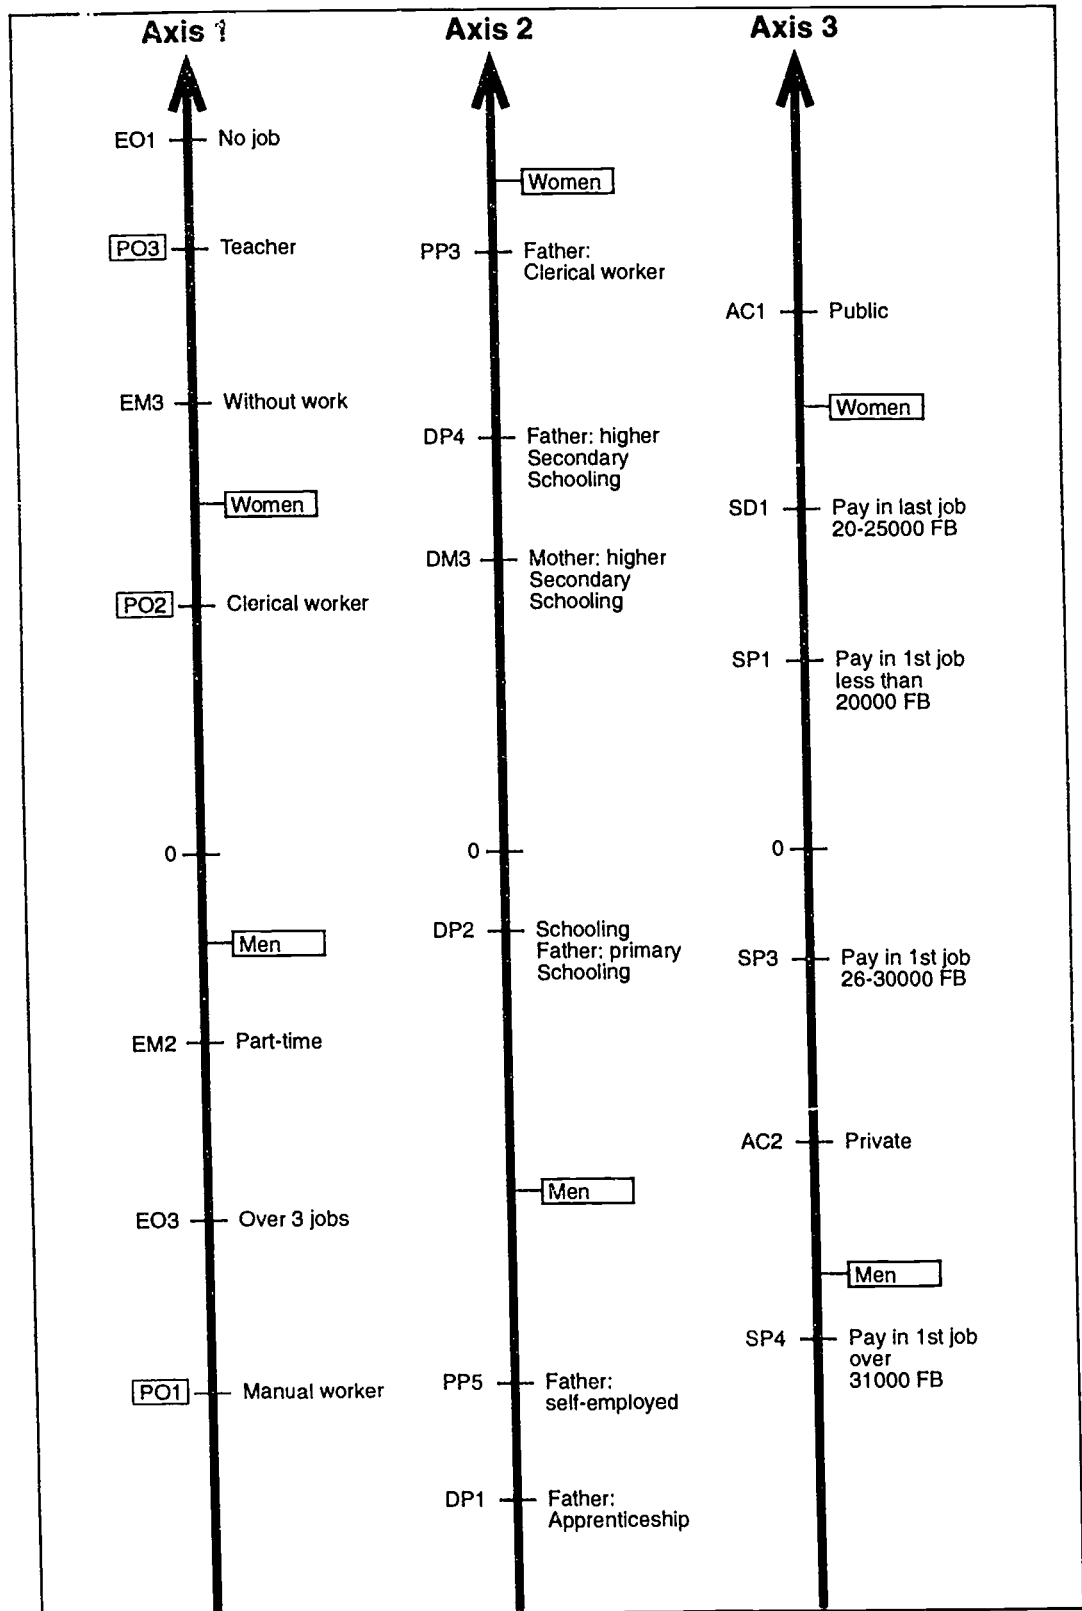 Axis 1
EO1 No job
PO3 Teacher
EM3 Without work
Women
PO2 Clerical worker
0
Men
EM2 Part-time
EO3 Over 3 jobs
PO1 Manual worker
Axis 2
Women
PP3 Father:
Clerical worker
DP4 Father: higher
Secondary
Schooling
DM3 Mother: higher
Secondary
Schooling
0
DP2 Schooling
Father: primary
Schooling
Men
PP5 Father:
self-employed
DP1 Father:
Apprenticeship
Axis 3
AC1 Public
Women
SD1 Pay in last job
20-25000 FB
SP1 Pay in 1st job
less than
20000 FB
0
SP3 Pay in 1st job
26-30000 FB
AC2 Private
Men
SP4 Pay in 1st job
over
31000 FB